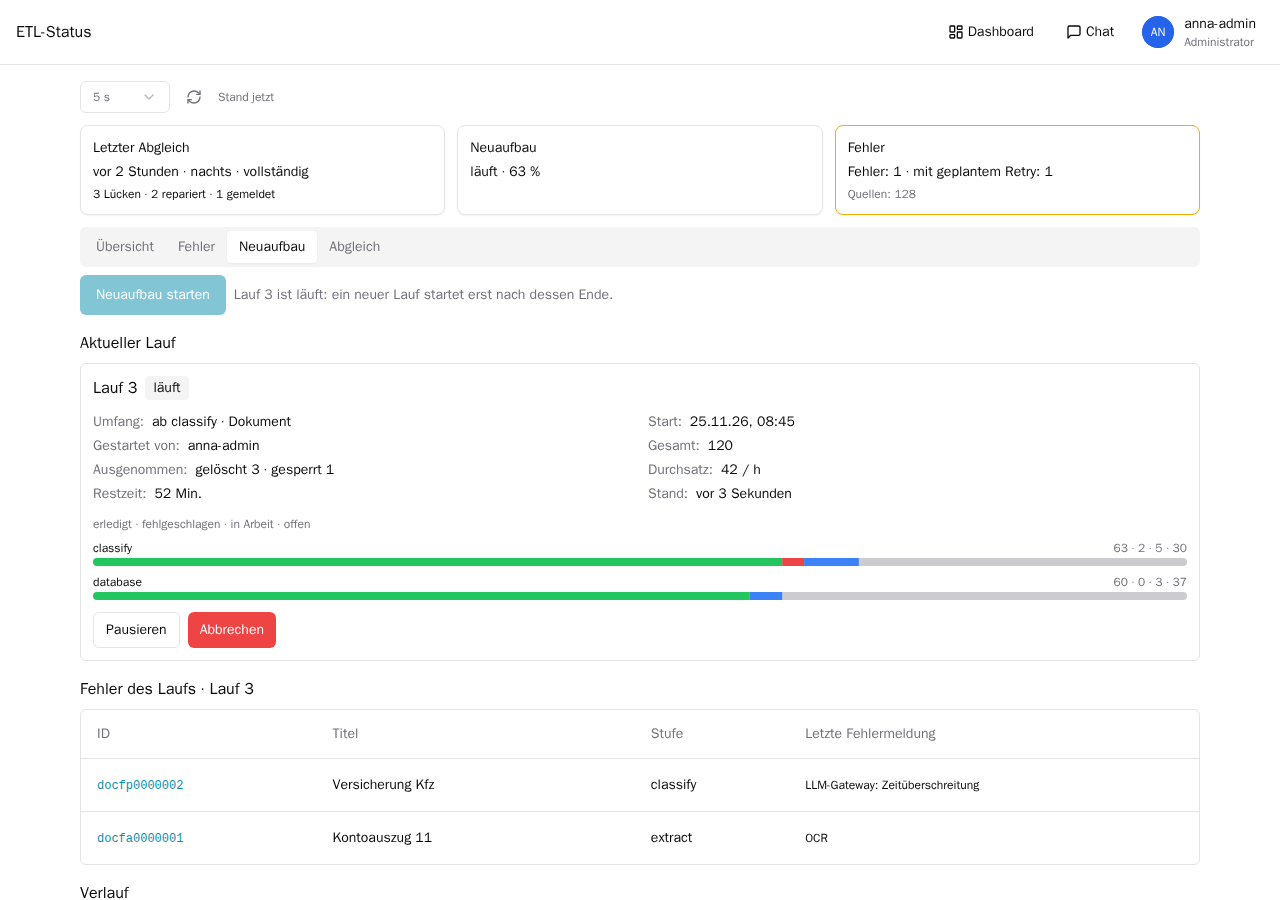 ETL-Status
Dashboard
Chat
AN
anna-admin
Administrator
5 s
Stand jetzt
Letzter Abgleich
vor 2 Stunden · nachts · vollständig
3 Lücken · 2 repariert · 1 gemeldet
Neuaufbau
läuft · 63 %
Fehler
Fehler: 1 · mit geplantem Retry: 1
Quellen: 128
Übersicht
Fehler
Neuaufbau
Abgleich
Neuaufbau starten
Lauf 3 ist läuft: ein neuer Lauf startet erst nach dessen Ende.
Aktueller Lauf
Lauf 3 läuft
Umfang: ab classify · Dokument
Start: 25.11.26, 08:45
Gestartet von: anna-admin
Gesamt: 120
Ausgenommen: gelöscht 3 · gesperrt 1
Durchsatz: 42 / h
Restzeit: 52 Min.
Stand: vor 3 Sekunden
erledigt · fehlgeschlagen · in Arbeit · offen
classify 63 · 2 · 5 · 30
database 60 · 0 · 3 · 37
Pausieren
Abbrechen
Fehler des Laufs · Lauf 3
ID Titel Stufe Letzte Fehlermeldung
docfp0000002 Versicherung Kfz classify LLM-Gateway: Zeitüberschreitung
docfa0000001 Kontoauszug 11 extract OCR
Verlauf